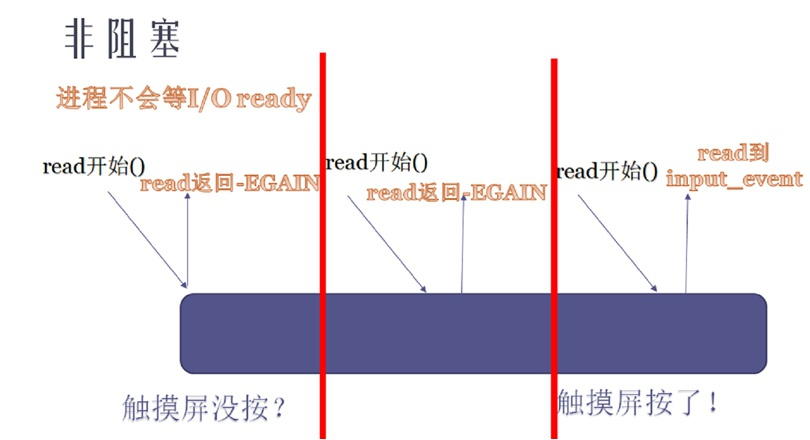 非阻塞
进程不会等I/O ready
read开始()
read返回-EGAIN
read开始()
read返回-EGAIN
read开始()
read到
input_event
触摸屏没按?
触摸屏按了!